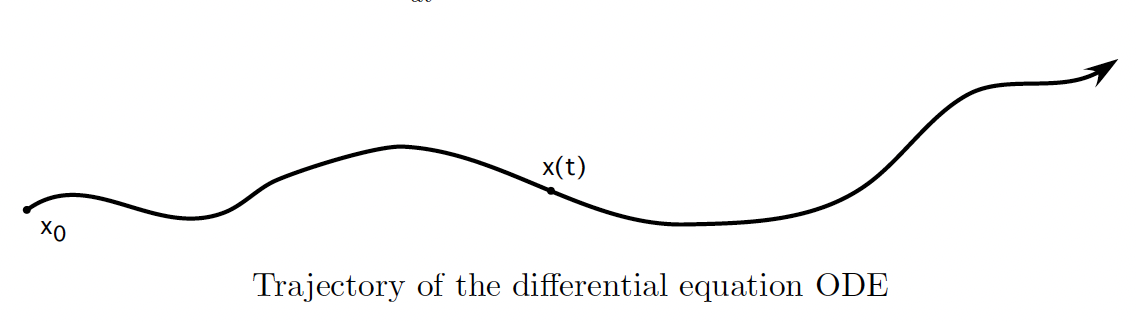 x(t)
x0
Trajectory of the differential equation ODE